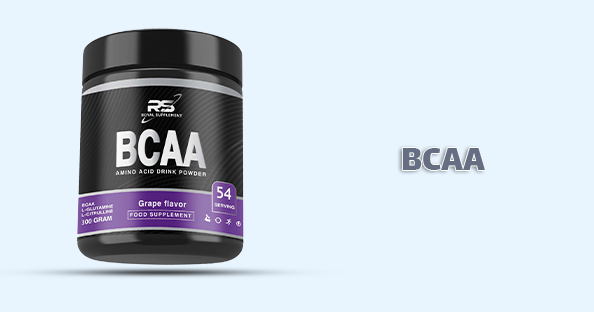 RS
ROYAL SUPPLEMENT
BCAA
AMINO ACID DRINK POWDER
54
SERVING
BCAA
L-GLUTAMINE
L-CITRULLINE
300 GRAM
Grape flavor
FOOD SUPPLEMENT
BCAA